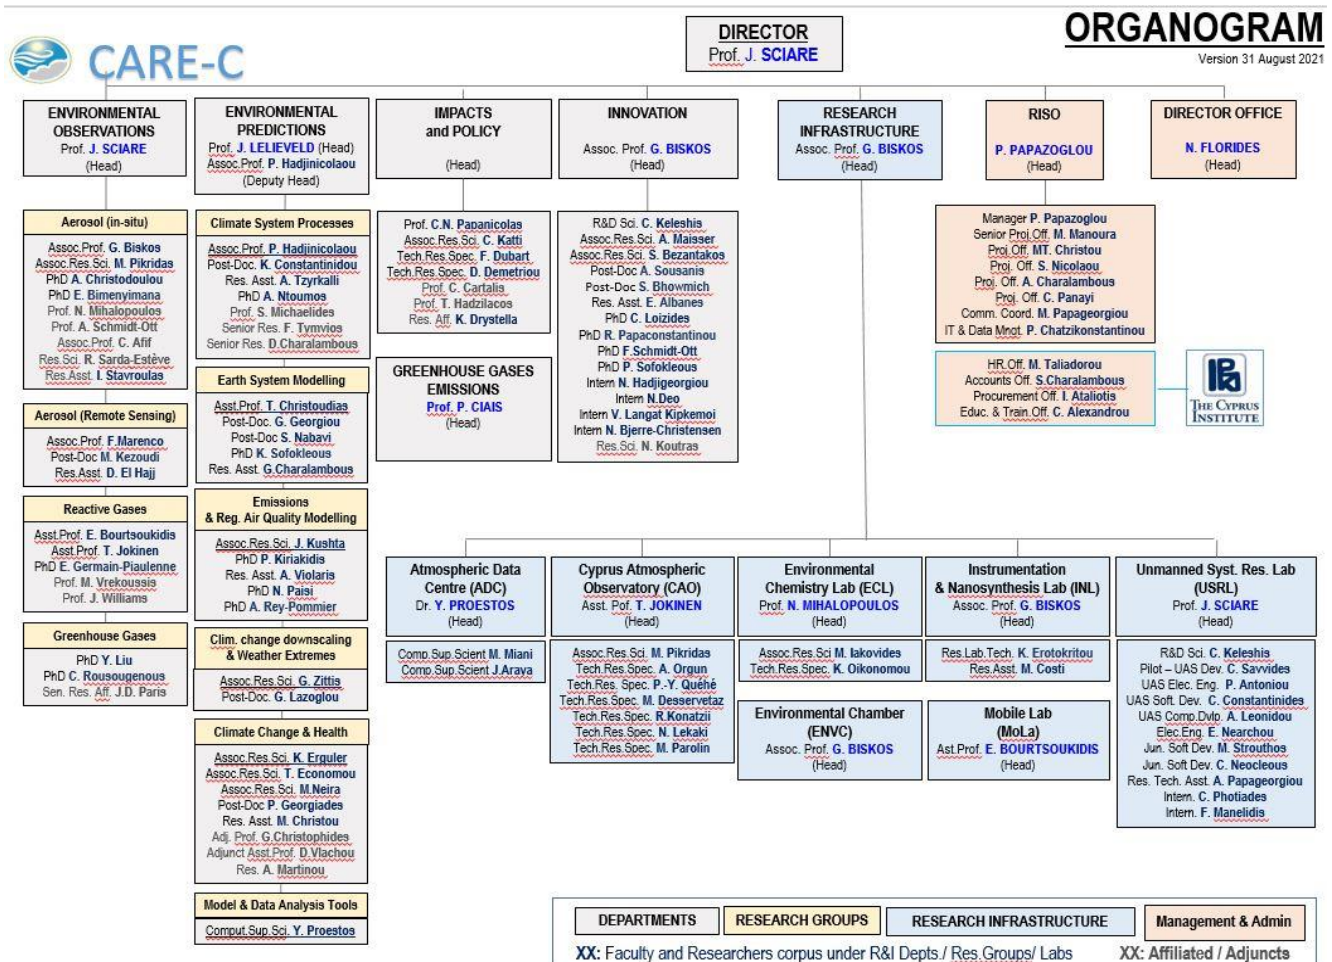 ORGANOGRAM
Version 31 August 2021
CARE-C
DIRECTOR
Prof. J. SCIARE
ENVIRONMENTAL
OBSERVATIONS
Prof. J. SCIARE
(Head)
Aerosol (in-situ)
Assoc.Prof. G. Biskos
Assoc.Res.Sci. M. Pikridas
PhD A. Christodoulou
PhD E. Bimenyimana
Prof. N. Mihalopoulos
Prof. A. Schmidt-Ott
Assoc.Prof. C. Afif
Res.Sci. R. Sarda-Estève
Res.Asst. I. Stavroulas
Aerosol (Remote Sensing)
Assoc.Prof. F.Marenco
Post-Doc M. Kezoudi
Res.Asst. D. El Hajj
Reactive Gases
Asst.Prof. E. Bourtsoukidis
Asst.Prof. T. Jokinen
PhD E. Germain-Piaulenne
Prof. M. Vrekoussis
Prof. J. Williams
Greenhouse Gases
PhD Y. Liu
PhD C. Rousougenous
Sen. Res. Aff. J.D. Paris
ENVIRONMENTAL
PREDICTIONS
Prof. J. LELIEVELD (Head)
Assoc.Prof. P. Hadjinicolaou
(Deputy Head)
Climate System Processes
Assoc.Prof. P. Hadjinicolaou
Post-Doc. K. Constantinidou
Res. Asst. A. Tzyrkalli
PhD A. Ntoumos
Prof. S. Michaelides
Senior Res. F. Tymvios
Senior Res. D.Charalambous
Earth System Modelling
Asst.Prof. T. Christoudias
Post-Doc. G. Georgiou
Post-Doc S. Nabavi
PhD K. Sofokleous
Res. Asst. G.Charalambous
Emissions
& Reg. Air Quality Modelling
Assoc.Res.Sci. J. Kushta
PhD P. Kiriakidis
Res. Asst. A. Violaris
PhD N. Paisi
PhD A. Rey-Pommier
Clim. change downscaling
& Weather Extremes
Assoc.Res.Sci. G. Zittis
Post-Doc. G. Lazoglou
Climate Change & Health
Assoc.Res.Sci. K. Erguler
Assoc.Res.Sci. T. Economou
Assoc.Res.Sci. M.Neira
Post-Doc P. Georgiades
Res. Asst. M. Christou
Adj. Prof. G.Christophides
Adjunct Asst.Prof. D.Vlachou
Res. A. Martinou
Model & Data Analysis Tools
Comput.Sup.Sci. Y. Proestos
IMPACTS
and POLICY
(Head)
Prof. C.N. Papanicolas
Assoc.Res.Sci. C. Katti
Tech.Res.Spec. F. Dubart
Tech.Res.Spec. D. Demetriou
Prof. C. Cartalis
Prof. T. Hadzilacos
Res. Aff. K. Drystella
GREENHOUSE GASES
EMISSIONS
Prof. P. CIAIS
(Head)
INNOVATION
Assoc. Prof. G. BISKOS
(Head)
R&D Sci. C. Keleshis
Assoc.Res.Sci. A. Maisser
Assoc.Res.Sci. S. Bezantakos
Post-Doc A. Sousanis
Post-Doc S. Bhowmich
Res. Asst. E. Albanes
PhD C. Loizides
PhD R. Papaconstantinou
PhD F.Schmidt-Ott
PhD P. Sofokleous
Intern N. Hadjigeorgiou
Intern N.Deo
Intern V. Langat Kipkemoi
Intern N. Bjerre-Christensen
Res.Sci. N. Koutras
RESEARCH
INFRASTRUCTURE
Assoc. Prof. G. BISKOS
(Head)
RISO
P. PAPAZOGLOU
(Head)
Manager P. Papazoglou
Senior Proj.Off. M. Manoura
Proj.Off. MT. Christou
Proj. Off. S. Nicolaou
Proj. Off. A. Charalambous
Proj. Off. C. Panayi
Comm. Coord. M. Papageorgiou
IT & Data Mngt. P. Chatzikonstantinou
HR.Off. M. Taliadorou
Accounts Off. S.Charalambous
Procurement Off. I. Ataliotis
Educ. & Train.Off. C. Alexandrou
THE CYPRUS
INSTITUTE
DIRECTOR OFFICE
N. FLORIDES
(Head)
Atmospheric Data
Centre (ADC)
Dr. Y. PROESTOS
(Head)
Comp.Sup.Scient M. Miani
Comp.Sup.Scient J.Araya
Cyprus Atmospheric
Observatory (CAO)
Asst. Pof. T. JOKINEN
(Head)
Assoc.Res.Sci. M. Pikridas
Tech.Res.Spec. A. Orgun
Tech.Res. Spec. P.-Y. Quéhé
Tech.Res.Spec. M. Desservetaz
Tech.Res.Spec. R.Konatzii
Tech.Res.Spec. N. Lekaki
Tech.Res.Spec. M. Parolin
Environmental
Chemistry Lab (ECL)
Prof. N. MIHALOPOULOS
(Head)
Assoc.Res.Sci M. Iakovides
Tech.Res.Spec. K. Oikonomou
Environmental Chamber
(ENVC)
Assoc. Prof. G. BISKOS
(Head)
Instrumentation
& Nanosynthesis Lab (INL)
Assoc. Prof. G. BISKOS
(Head)
Res.Lab.Tech. K. Erotokritou
Res.Asst. M. Costi
Mobile Lab
(MoLa)
Ast.Prof. E. BOURTSOUKIDIS
(Head)
Unmanned Syst. Res. Lab
(USRL)
Prof. J. SCIARE
(Head)
R&D Sci. C. Keleshis
Pilot – UAS Dev. C. Savvides
UAS Elec. Eng. P. Antoniou
UAS Soft. Dev. C. Constantinides
UAS Comp.Dvlp. A. Leonidou
Elec.Eng. E. Nearchou
Jun. Soft Dev. M. Strouthos
Jun. Soft Dev. C. Neocleous
Res. Tech. Asst. A. Papageorgiou
Intern. C. Photiades
Intern. F. Manelidis
DEPARTMENTS
RESEARCH GROUPS
RESEARCH INFRASTRUCTURE
Management & Admin
XX: Faculty and Researchers corpus under R&I Depts./ Res.Groups/ Labs
XX: Affiliated / Adjuncts